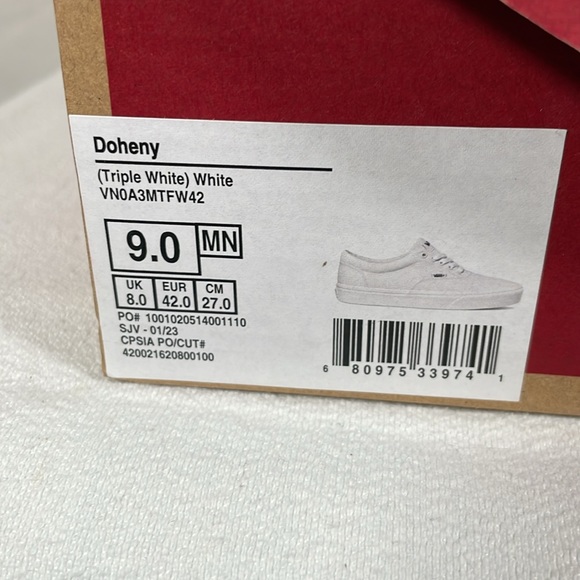 Doheny
(Triple White) White
VN0A3MTFW42
9.0 MN
UK EUR CM
8.0 42.0 27.0
PO# 1001020514001110
SJV - 01/23
CPSIA PO/CUT#
420021620800100
6 80975 33974 1